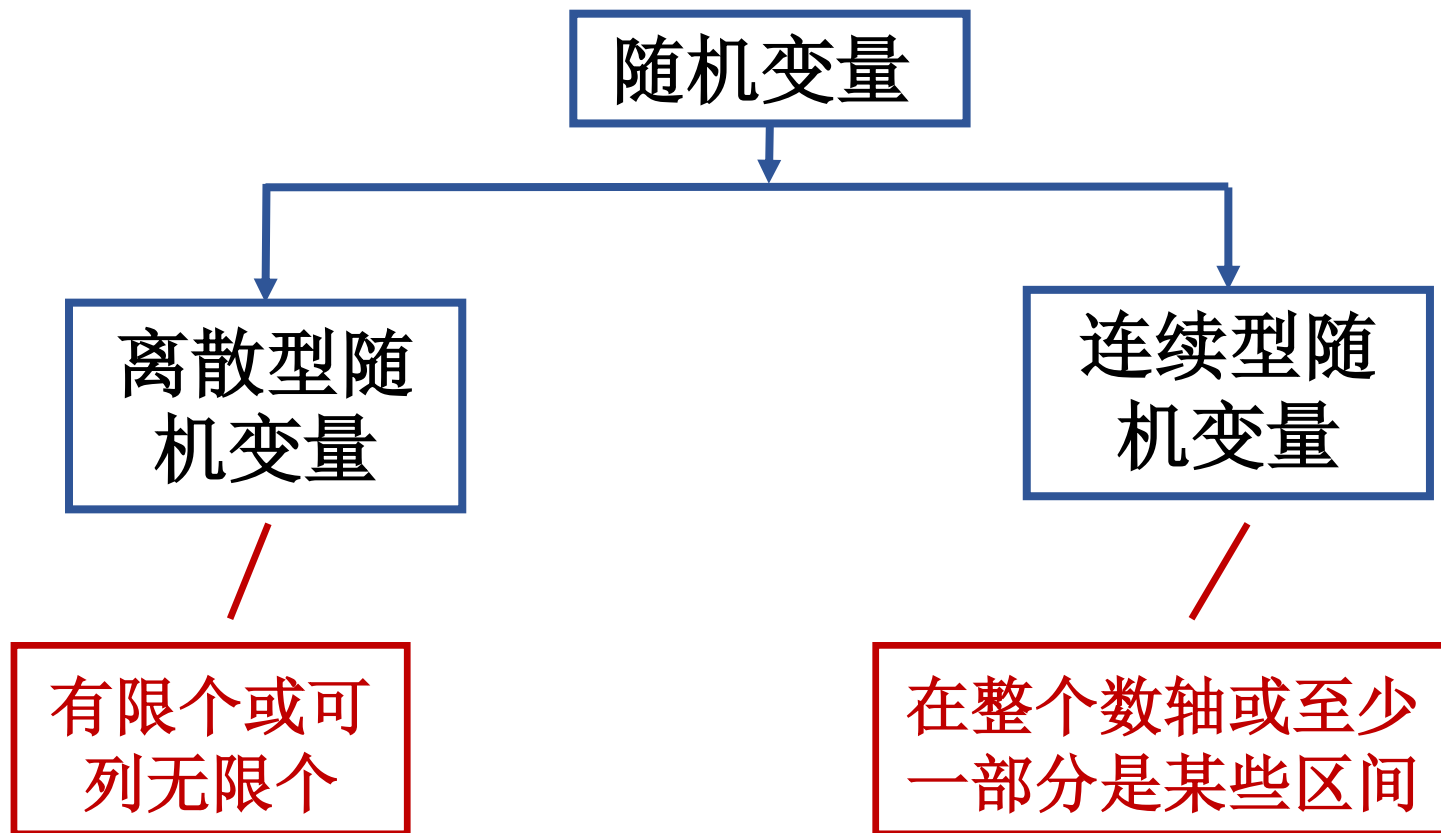 随机变量
离散型随
机变量
连续型随
机变量
有限个或可
列无限个
在整个数轴或至少
一部分是某些区间